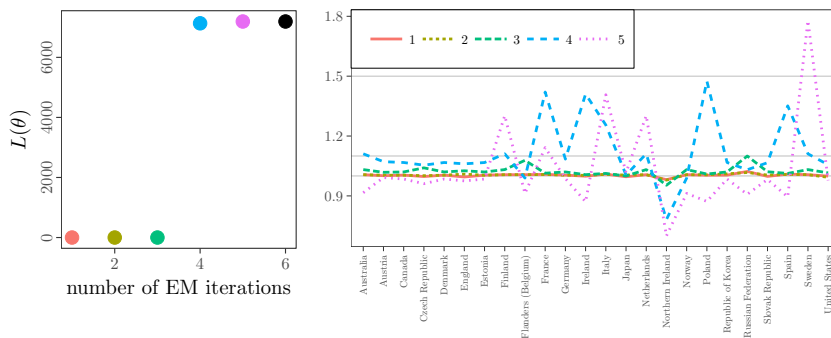 L(θ)
6000
4000
2000
0
2
4
6
number of EM iterations
1 2 3 4 5
1.8
1.5
1.1
0.9
Australia
Austria
Canada
Czech Republic
Denmark
England
Estonia
Finland
Flanders (Belgium)
France
Germany
Ireland
Italy
Japan
Netherlands
Northern Ireland
Norway
Poland
Republic of Korea
Russian Federation
Slovak Republic
Spain
Sweden
United States